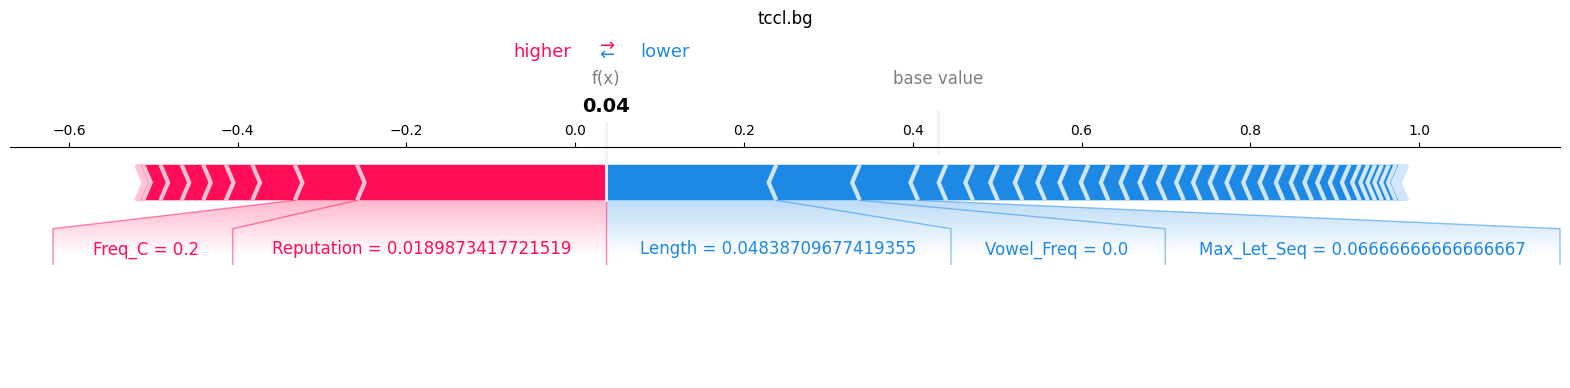 tccl.bg
higher ⇄ lower
f(x) base value
0.04
−0.6 −0.4 −0.2 0.0 0.2 0.4 0.6 0.8 1.0
Freq_C = 0.2 Reputation = 0.0189873417721519 Length = 0.04838709677419355 Vowel_Freq = 0.0 Max_Let_Seq = 0.06666666666666667